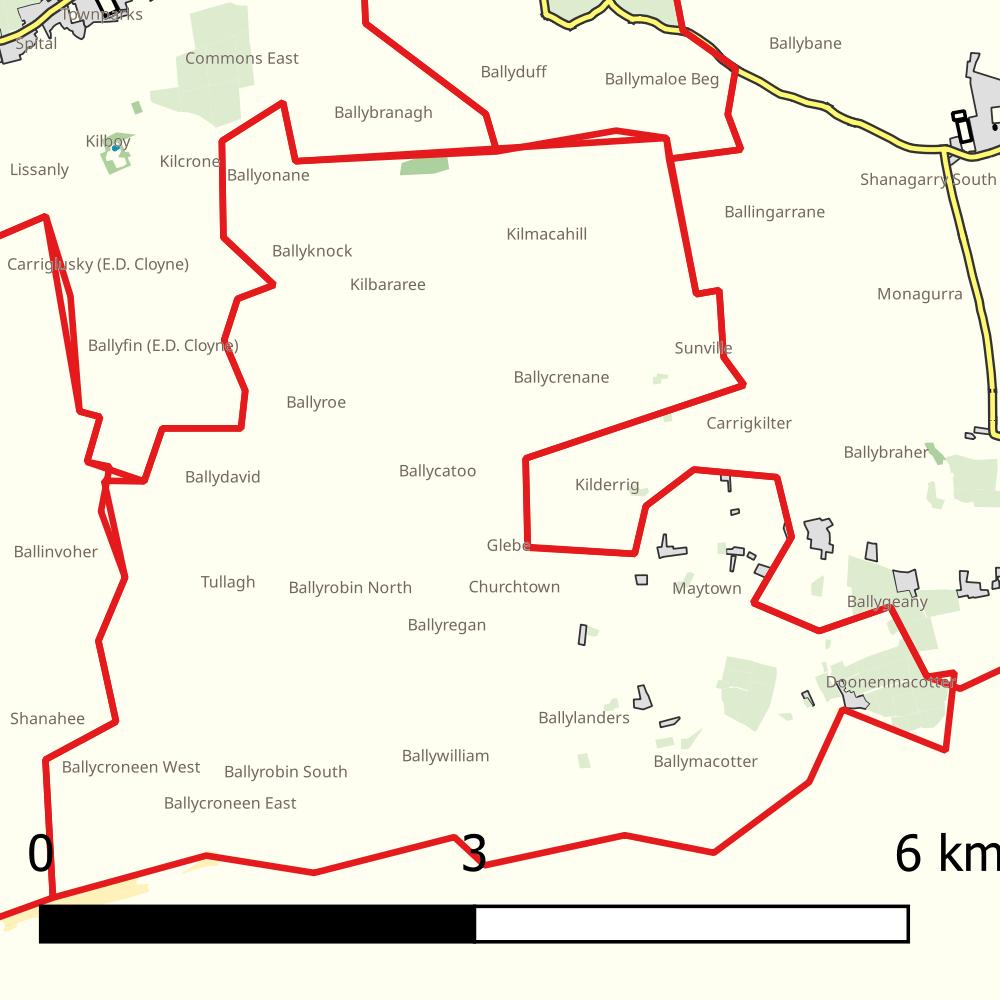 Townparks
Spital
Ballybane
Commons East
Ballyduff
Ballymaloe Beg
Ballybranagh
Kilboy
Kilcrone
Lissanly
Ballyonane
Shanagarry South
Ballingarrane
Kilmacahill
Ballyknock
Carriglusky (E.D. Cloyne)
Kilbararee
Monagurra
Ballyfin (E.D. Cloyne)
Sunville
Ballycrenane
Ballyroe
Carrigkilter
Ballybraher
Ballydavid
Ballycatoo
Kilderrig
Glebe
Ballinvoher
Tullagh
Ballyrobin North
Churchtown
Maytown
Ballygeany
Ballyregan
Doonenmacotter
Shanahee
Ballylanders
Ballywilliam
Ballymacotter
Ballycroneen West
Ballyrobin South
Ballycroneen East
0 3 6 km